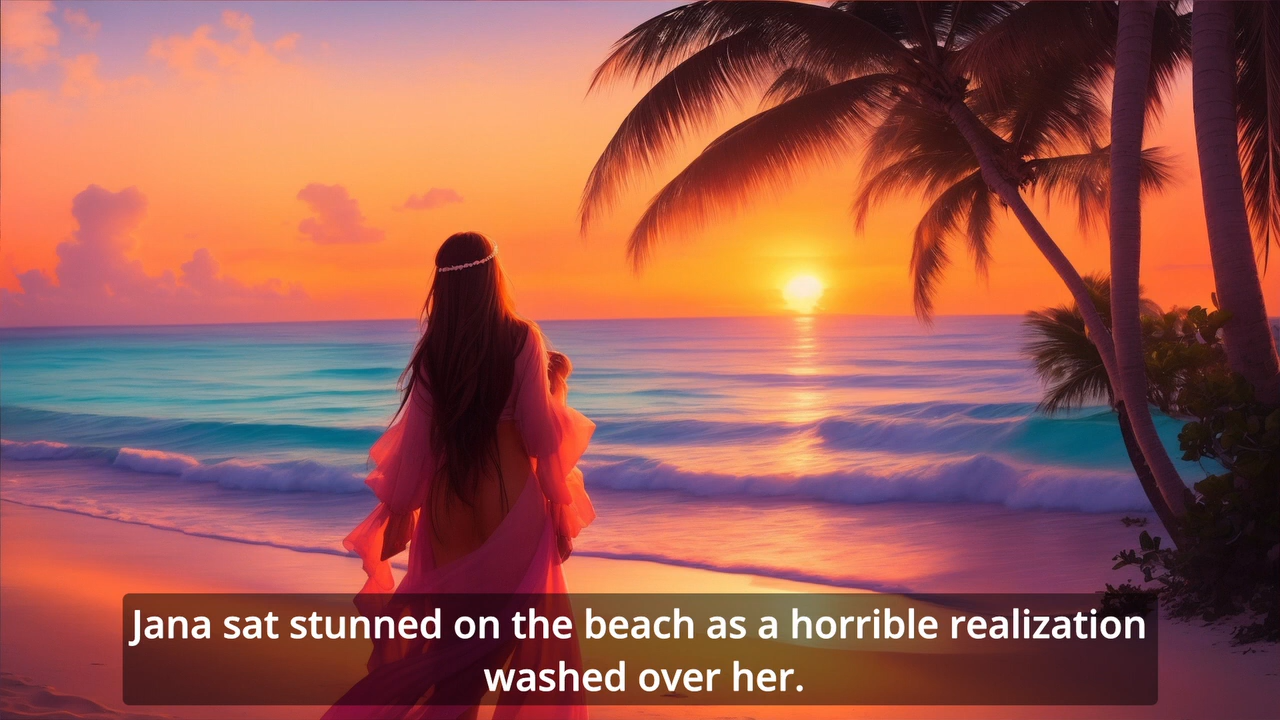 Jana sat stunned on the beach as a horrible realization
washed over her.